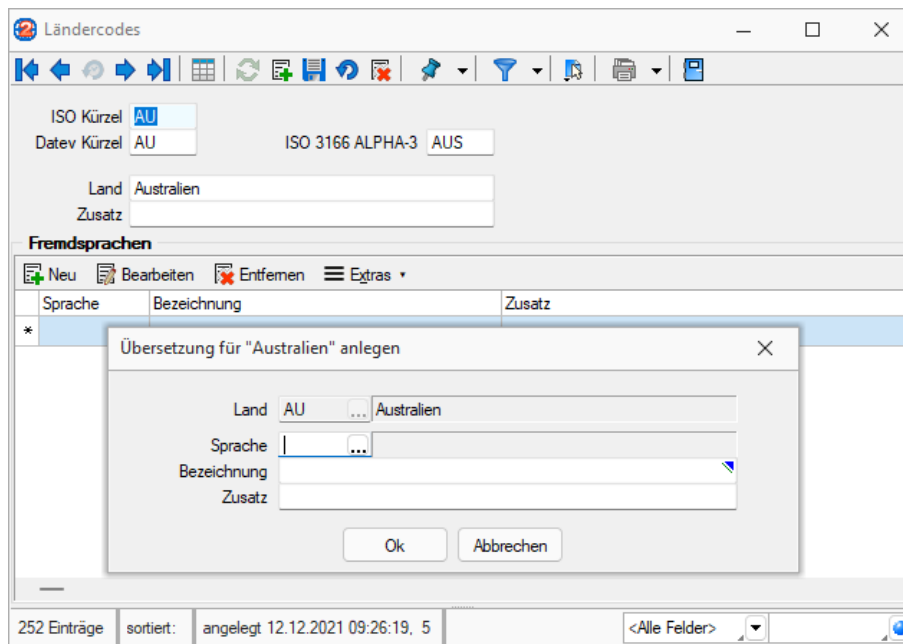 Ländercodes
ISO Kürzel AU
Datev Kürzel AU ISO 3166 ALPHA-3 AUS
Land Australien
Zusatz
Fremdsprachen
Neu Bearbeiten Entfernen Extras
Sprache Bezeichnung Zusatz
*
Übersetzung für "Australien" anlegen
Land AU ... Australien
Sprache ...
Bezeichnung
Zusatz
Ok Abbrechen
252 Einträge sortiert: angelegt 12.12.2021 09:26:19, 5 <Alle Felder>